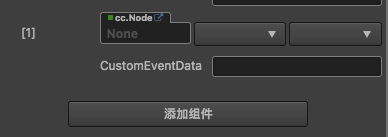 cc.Node
[1] None
CustomEventData
添加组件